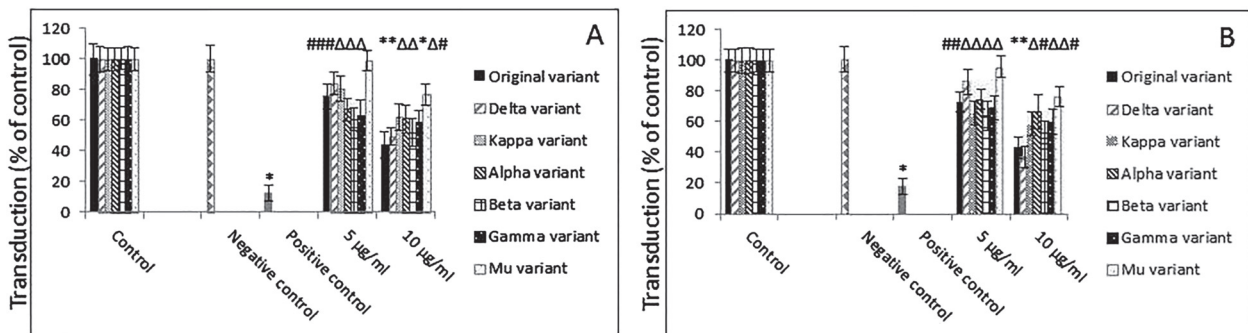 A
Transduction (% of control)
120
100
80
60
40
20
0
###ΔΔΔ
**ΔΔ*Δ#
*
Control
Negative control
Positive control
5 µg/ml
10 µg/ml
Original variant
Delta variant
Kappa variant
Alpha variant
Beta variant
Gamma variant
Mu variant
B
Transduction (% of control)
120
100
80
60
40
20
0
##ΔΔΔΔ
**Δ#ΔΔ#
*
Control
Negative control
Positive control
5 µg/ml
10 µg/ml
Original variant
Delta variant
Kappa variant
Alpha variant
Beta variant
Gamma variant
Mu variant